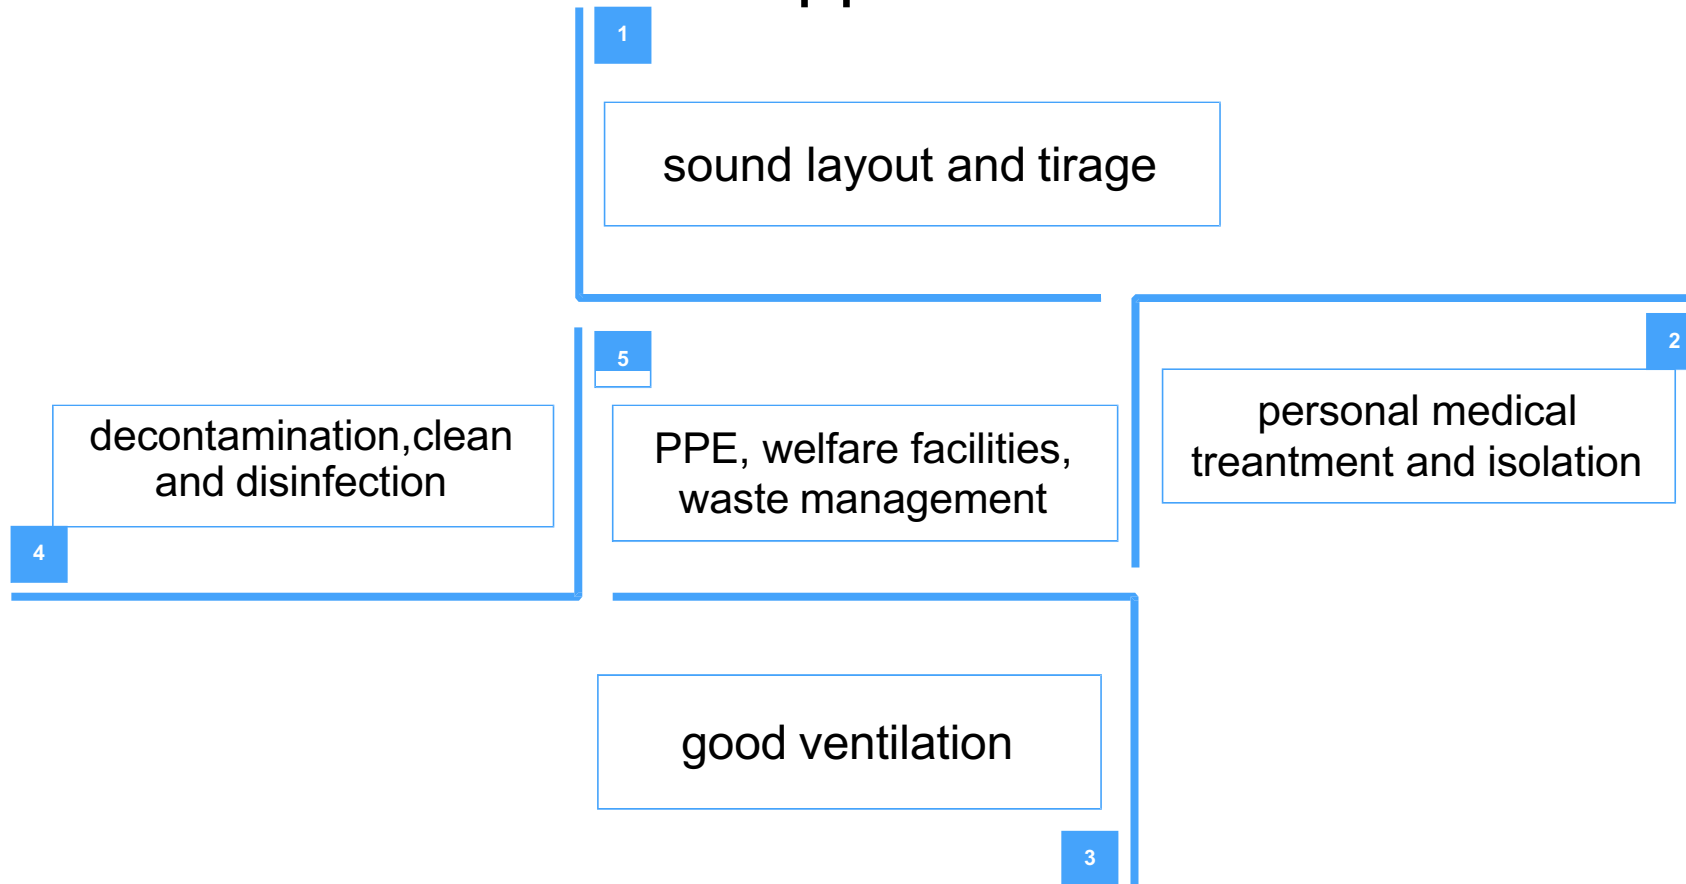 1
sound layout and tirage
2
personal medical
treantment and isolation
5
PPE, welfare facilities,
waste management
decontamination,clean
and disinfection
4
good ventilation
3